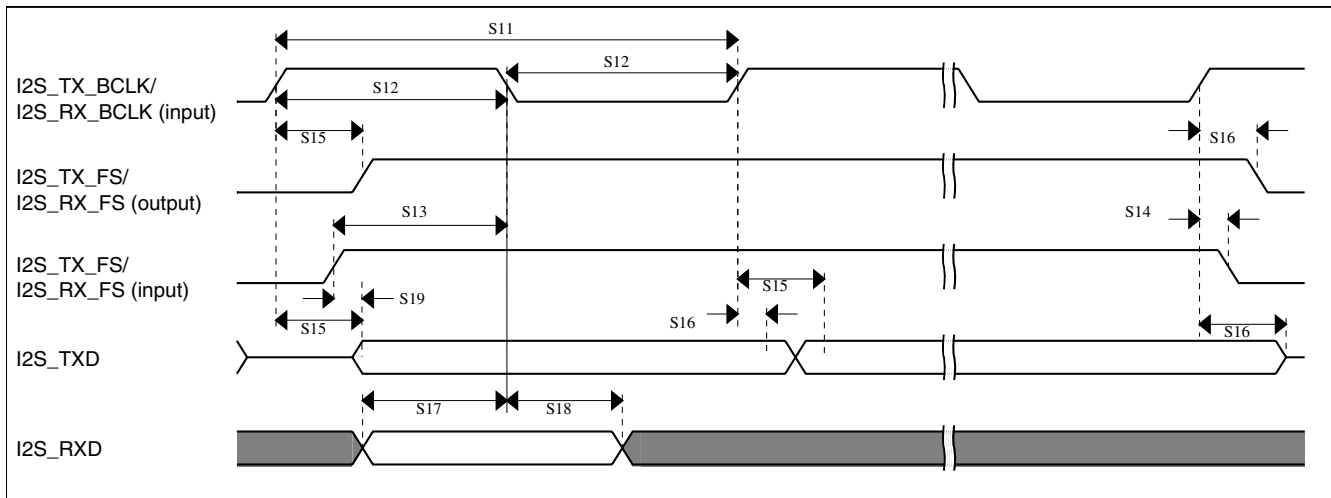 S11
I2S_TX_BCLK/
I2S_RX_BCLK (input)
S12
S12
S15
S16
I2S_TX_FS/
I2S_RX_FS (output)
S13
S14
I2S_TX_FS/
I2S_RX_FS (input)
S19
S15
S15
S16
S16
I2S_TXD
S17
S18
I2S_RXD